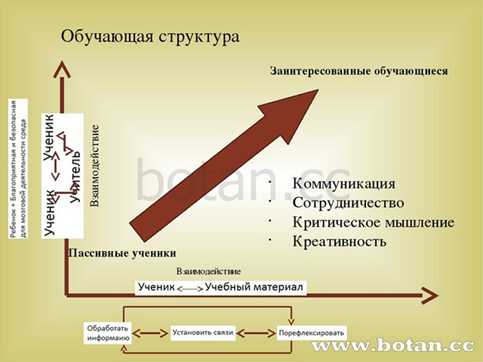 Обучающая структура
Заинтересованные обучающиеся
Ребенок + Благоприятная и безопасная
для мозговой деятельности среда
Ученик Ученик
Учитель
Взаимодействие
botan.cc
· Коммуникация
· Сотрудничество
· Критическое мышление
· Креативность
Пассивные ученики
Взаимодействие
Ученик Учебный материал
Обработать
информаию
Установить связи
Порефлексировать
www.botan.cc